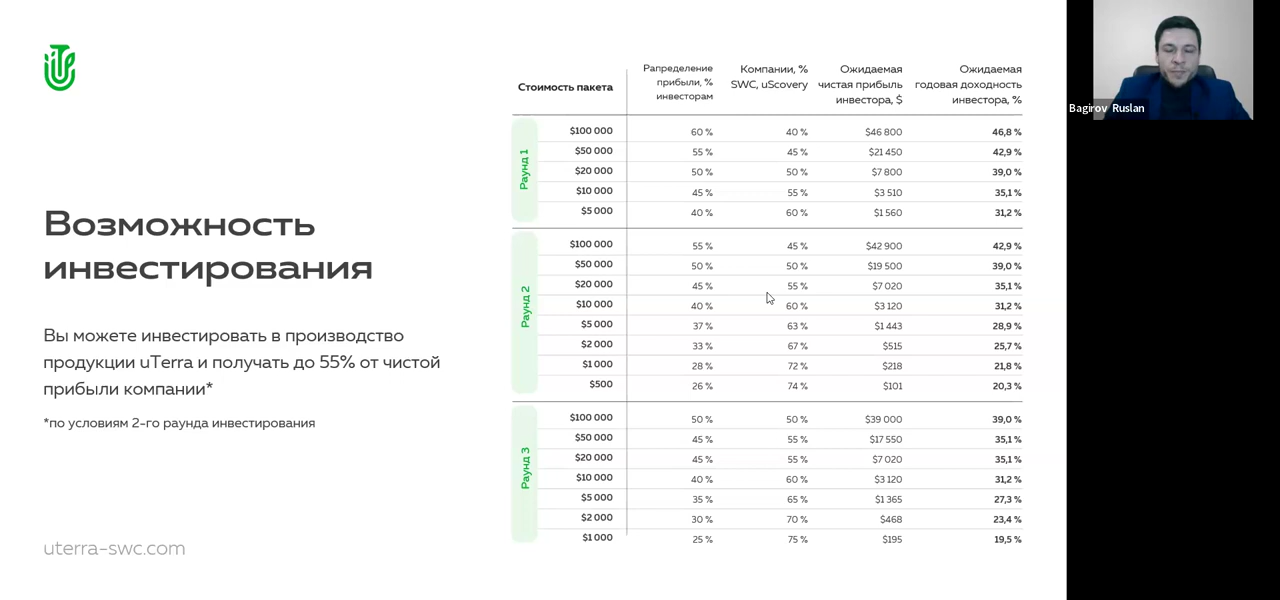 Возможность
инвестирования
Вы можете инвестировать в производство
продукции uTerra и получать до 55% от чистой
прибыли компании*
*по условиям 2-го раунда инвестирования
uterra-swc.com
Стоимость пакета
Рапределение
прибыли, %
инвесторам
Компании, %
SWC, uScovery
Ожидаемая
чистая прибыль
инвестора, $
Ожидаемая
годовая доходность
инвестора, %
Раунд 1
$100 000 60 % 40 % $46 800 46,8 %
$50 000 55 % 45 % $21 450 42,9 %
$20 000 50 % 50 % $7 800 39,0 %
$10 000 45 % 55 % $3 510 35,1 %
$5 000 40 % 60 % $1 560 31,2 %
Раунд 2
$100 000 55 % 45 % $42 900 42,9 %
$50 000 50 % 50 % $19 500 39,0 %
$20 000 45 % 55 % $7 020 35,1 %
$10 000 40 % 60 % $3 120 31,2 %
$5 000 37 % 63 % $1 443 28,9 %
$2 000 33 % 67 % $515 25,7 %
$1 000 28 % 72 % $218 21,8 %
$500 26 % 74 % $101 20,3 %
Раунд 3
$100 000 50 % 50 % $39 000 39,0 %
$50 000 45 % 55 % $17 550 35,1 %
$20 000 45 % 55 % $7 020 35,1 %
$10 000 40 % 60 % $3 120 31,2 %
$5 000 35 % 65 % $1 365 27,3 %
$2 000 30 % 70 % $468 23,4 %
$1 000 25 % 75 % $195 19,5 %
Bagirov Ruslan